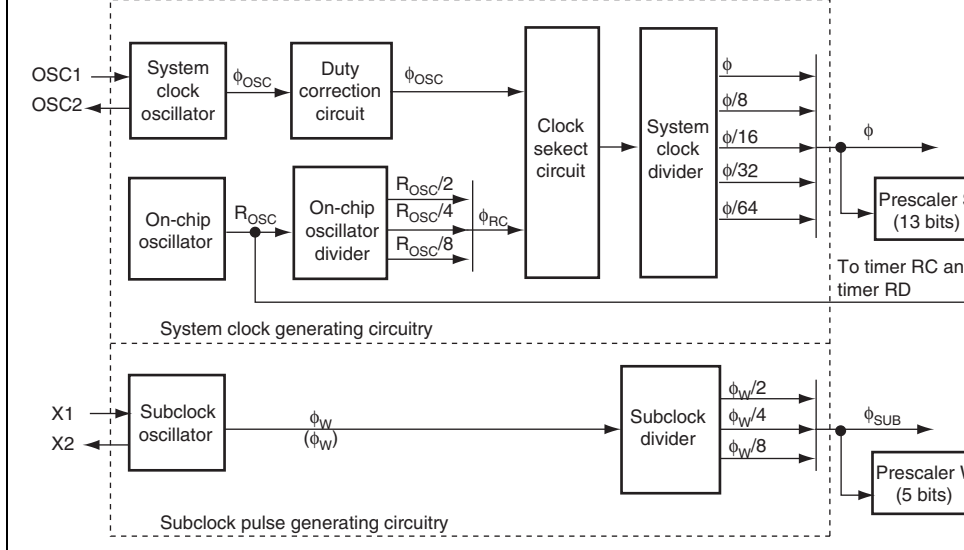 OSC1
OSC2
System
clock
oscillator
φOSC
Duty
correction
circuit
φOSC
Clock
sekect
circuit
System
clock
divider
φ
φ/8
φ/16
φ/32
φ/64
φ
Prescaler
(13 bits)
On-chip
oscillator
ROSC
On-chip
oscillator
divider
ROSC/2
ROSC/4
ROSC/8
φRC
To timer RC an
timer RD
System clock generating circuitry
X1
X2
Subclock
oscillator
φW
(φW)
Subclock
divider
φW/2
φW/4
φW/8
φSUB
Prescaler
(5 bits)
Subclock pulse generating circuitry